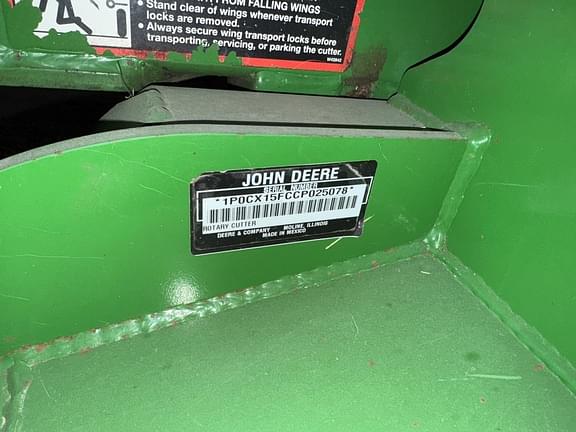 FROM FALLING WINGS
• Stand clear of wings whenever transport
locks are removed.
• Always secure wing transport locks before
transporting, servicing, or parking the cutter.
JOHN DEERE
SERIAL NUMBER
*1P0CX15FCCP025078*
ROTARY CUTTER
DEERE & COMPANY MOLINE, ILLINOIS
MADE IN MEXICO